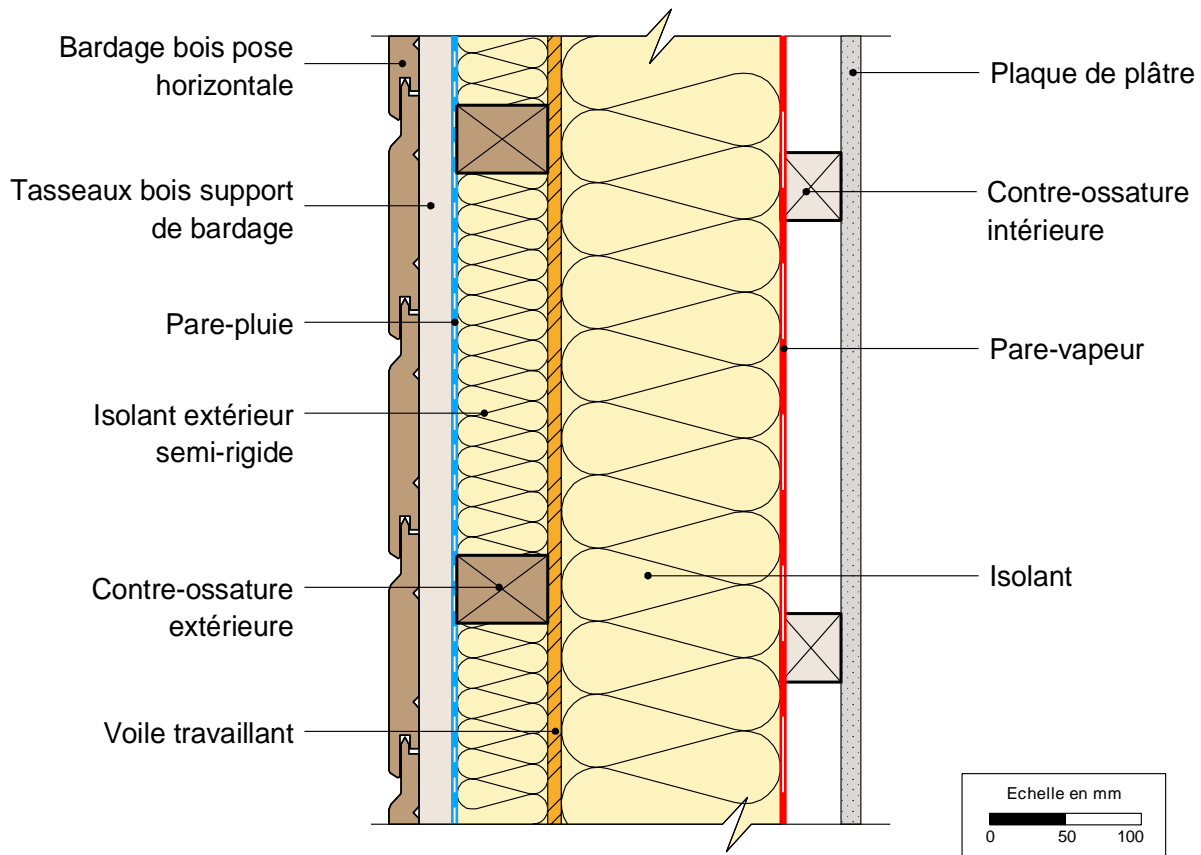 Bardage bois pose
horizontale
Tasseaux bois support
de bardage
Pare-pluie
Isolant extérieur
semi-rigide
Contre-ossature
extérieure
Voile travaillant
Plaque de plâtre
Contre-ossature
intérieure
Pare-vapeur
Isolant
Echelle en mm
0 50 100